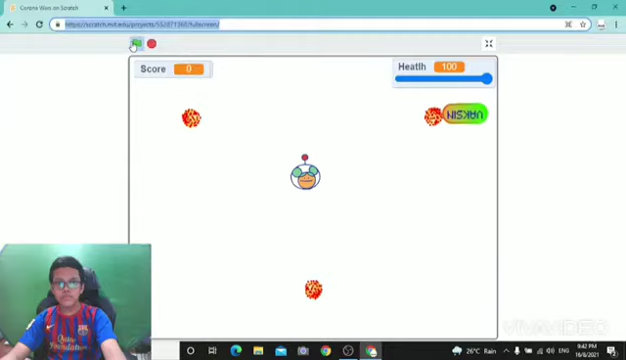 Corona Wars on Scratch
https://scratch.mit.edu/projects/552871360/fullscreen/
Score 0
Heatlh 100
VAKSIN
26°C Rain
ENG
9:42 PM
16/8/2021
VIVAVIDEO